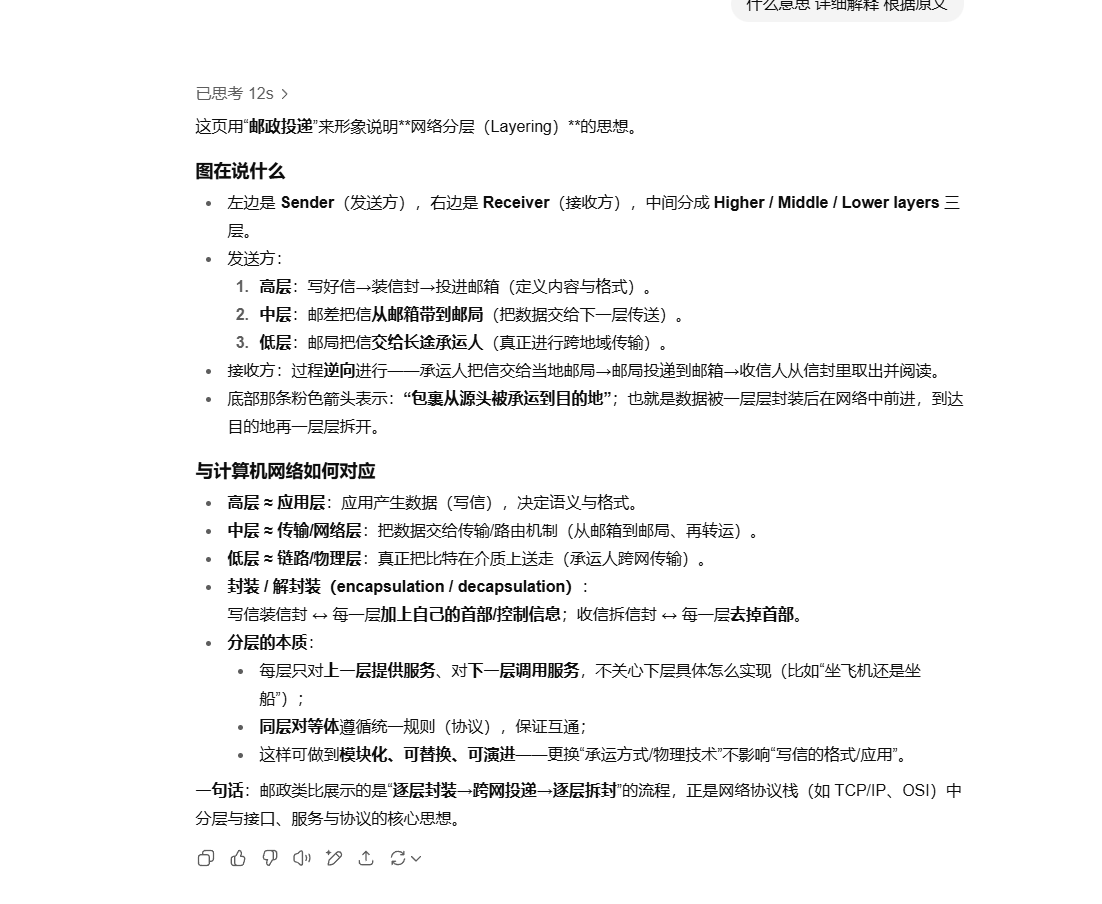 什么意思 详细解释 根据原文
已思考 12s
这页用“邮政投递”来形象说明**网络分层（Layering）**的思想。
图在说什么
• 左边是 Sender（发送方），右边是 Receiver（接收方），中间分成 Higher / Middle / Lower layers 三
层。
• 发送方：
1. 高层：写好信→装信封→投进邮箱（定义内容与格式）。
2. 中层：邮差把信从邮箱带到邮局（把数据交给下一层传送）。
3. 低层：邮局把信交给长途承运人（真正进行跨地域传输）。
• 接收方：过程逆向进行——承运人把信交给当地邮局→邮局投递到邮箱→收信人从信封里取出并阅读。
• 底部那条粉色箭头表示：“包裹从源头被承运到目的地”；也就是数据被一层层封装后在网络中前进，到达
目的地再一层层拆开。
与计算机网络如何对应
• 高层 ≈ 应用层：应用产生数据（写信），决定语义与格式。
• 中层 ≈ 传输/网络层：把数据交给传输/路由机制（从邮箱到邮局、再转运）。
• 低层 ≈ 链路/物理层：真正把比特在介质上送走（承运人跨网传输）。
• 封装 / 解封装（encapsulation / decapsulation）：
写信装信封 ↔ 每一层加上自己的首部/控制信息；收信拆信封 ↔ 每一层去掉首部。
• 分层的本质：
• 每层只对上一层提供服务、对下一层调用服务，不关心下层具体怎么实现（比如“坐飞机还是坐
船”）；
• 同层对等体遵循统一规则（协议），保证互通；
• 这样可做到模块化、可替换、可演进——更换“承运方式/物理技术”不影响“写信的格式/应用”。
一句话：邮政类比展示的是“逐层封装→跨网投递→逐层拆封”的流程，正是网络协议栈（如 TCP/IP、OSI）中
分层与接口、服务与协议的核心思想。